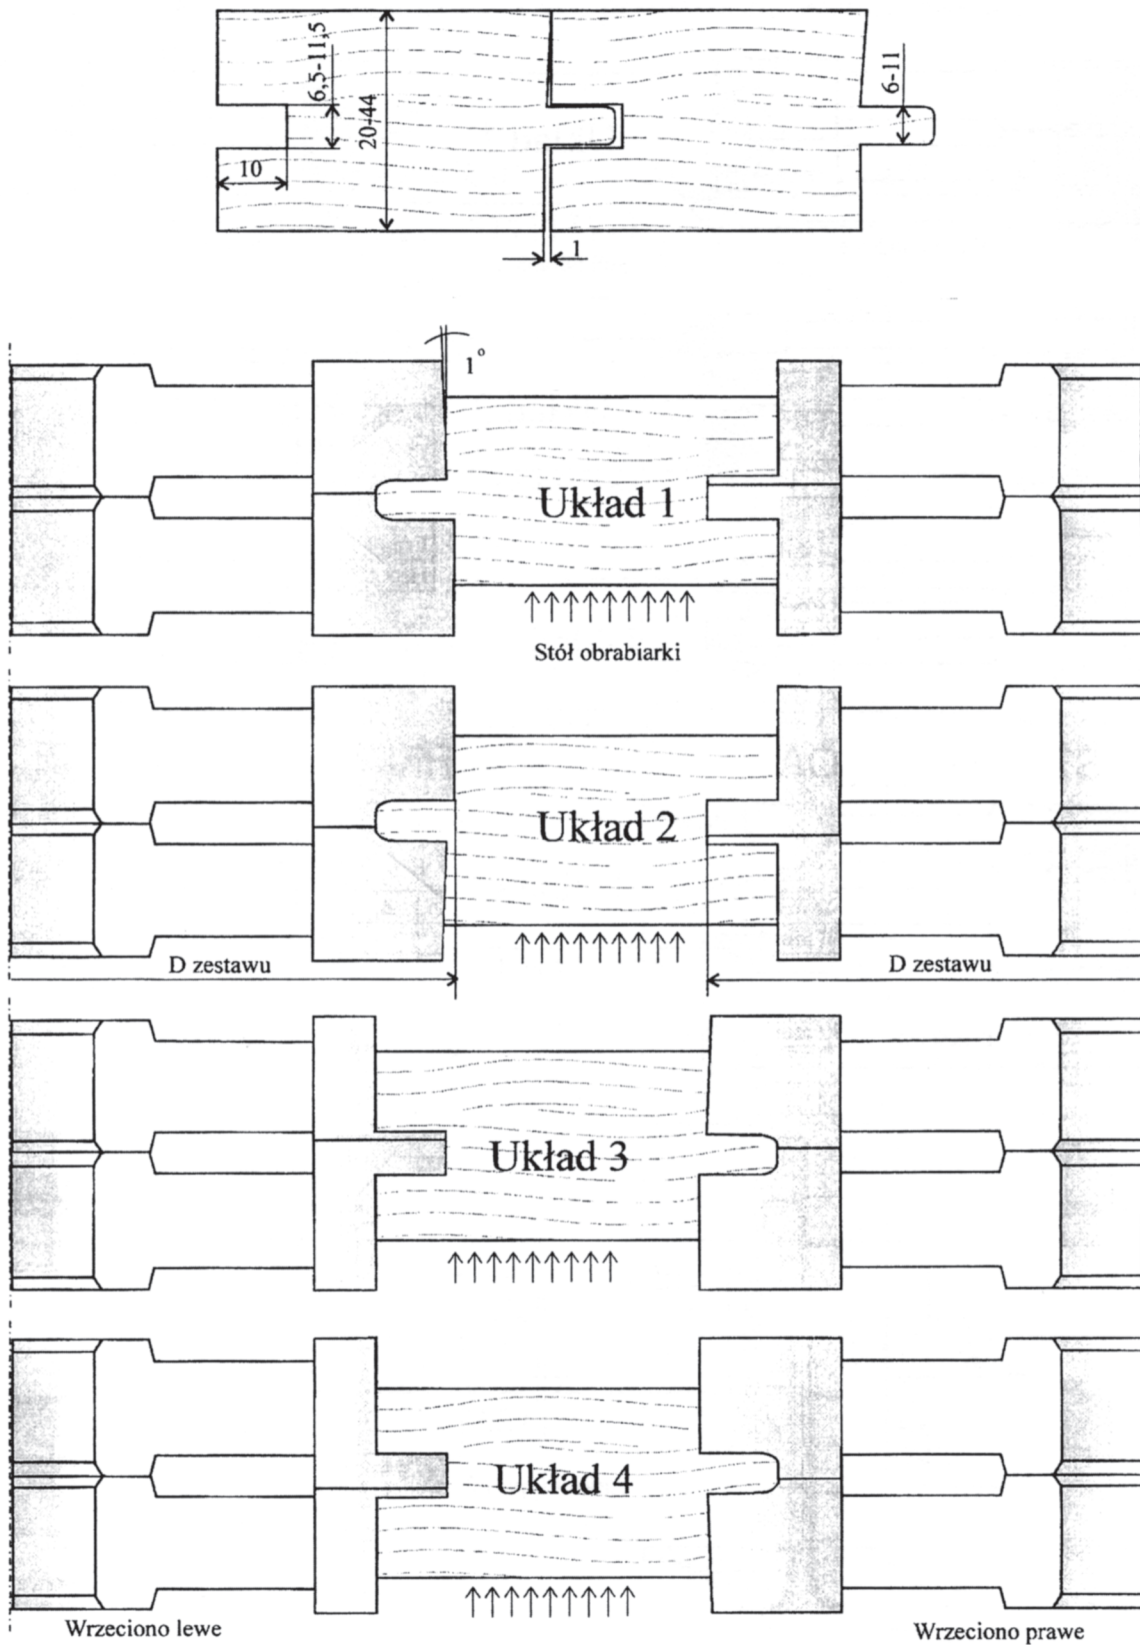 6,5-11,5
20-44
6-11
10
1
1°
Układ 1
Stół obrabiarki
Układ 2
D zestawu
D zestawu
Układ 3
Układ 4
Wrzeciono lewe
Wrzeciono prawe